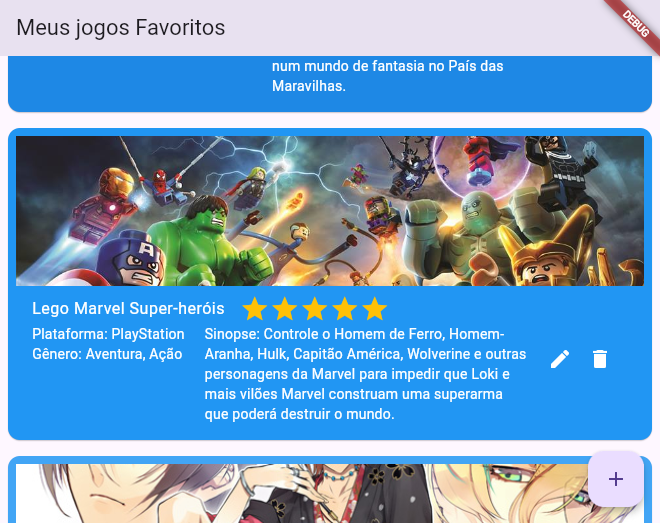 Meus jogos Favoritos
DEBUG
num mundo de fantasia no País das
Maravilhas.
A
Lego Marvel Super-heróis
Plataforma: PlayStation
Gênero: Aventura, Ação
Sinopse: Controle o Homem de Ferro, Homem-
Aranha, Hulk, Capitão América, Wolverine e outras
personagens da Marvel para impedir que Loki e
mais vilões Marvel construam uma superarma
que poderá destruir o mundo.